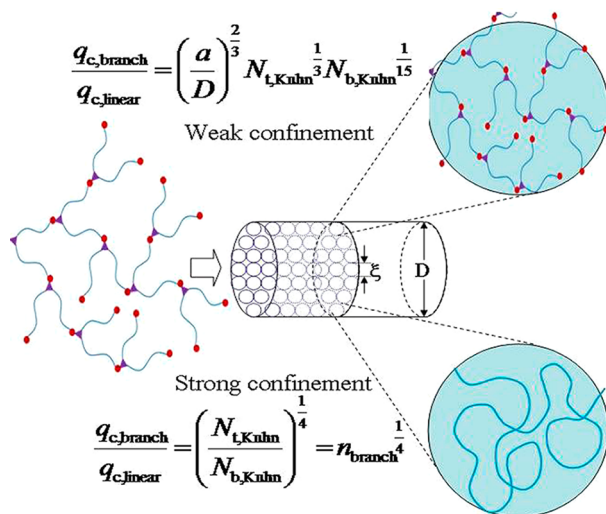 q_c,branch / q_c,linear = (a / D)^(2/3) N_t,Kuhn^(1/3) N_b,Kuhn^(1/15)
Weak confinement
ξ
D
Strong confinement
q_c,branch / q_c,linear = (N_t,Kuhn / N_b,Kuhn)^(1/4) = n_branch^(1/4)